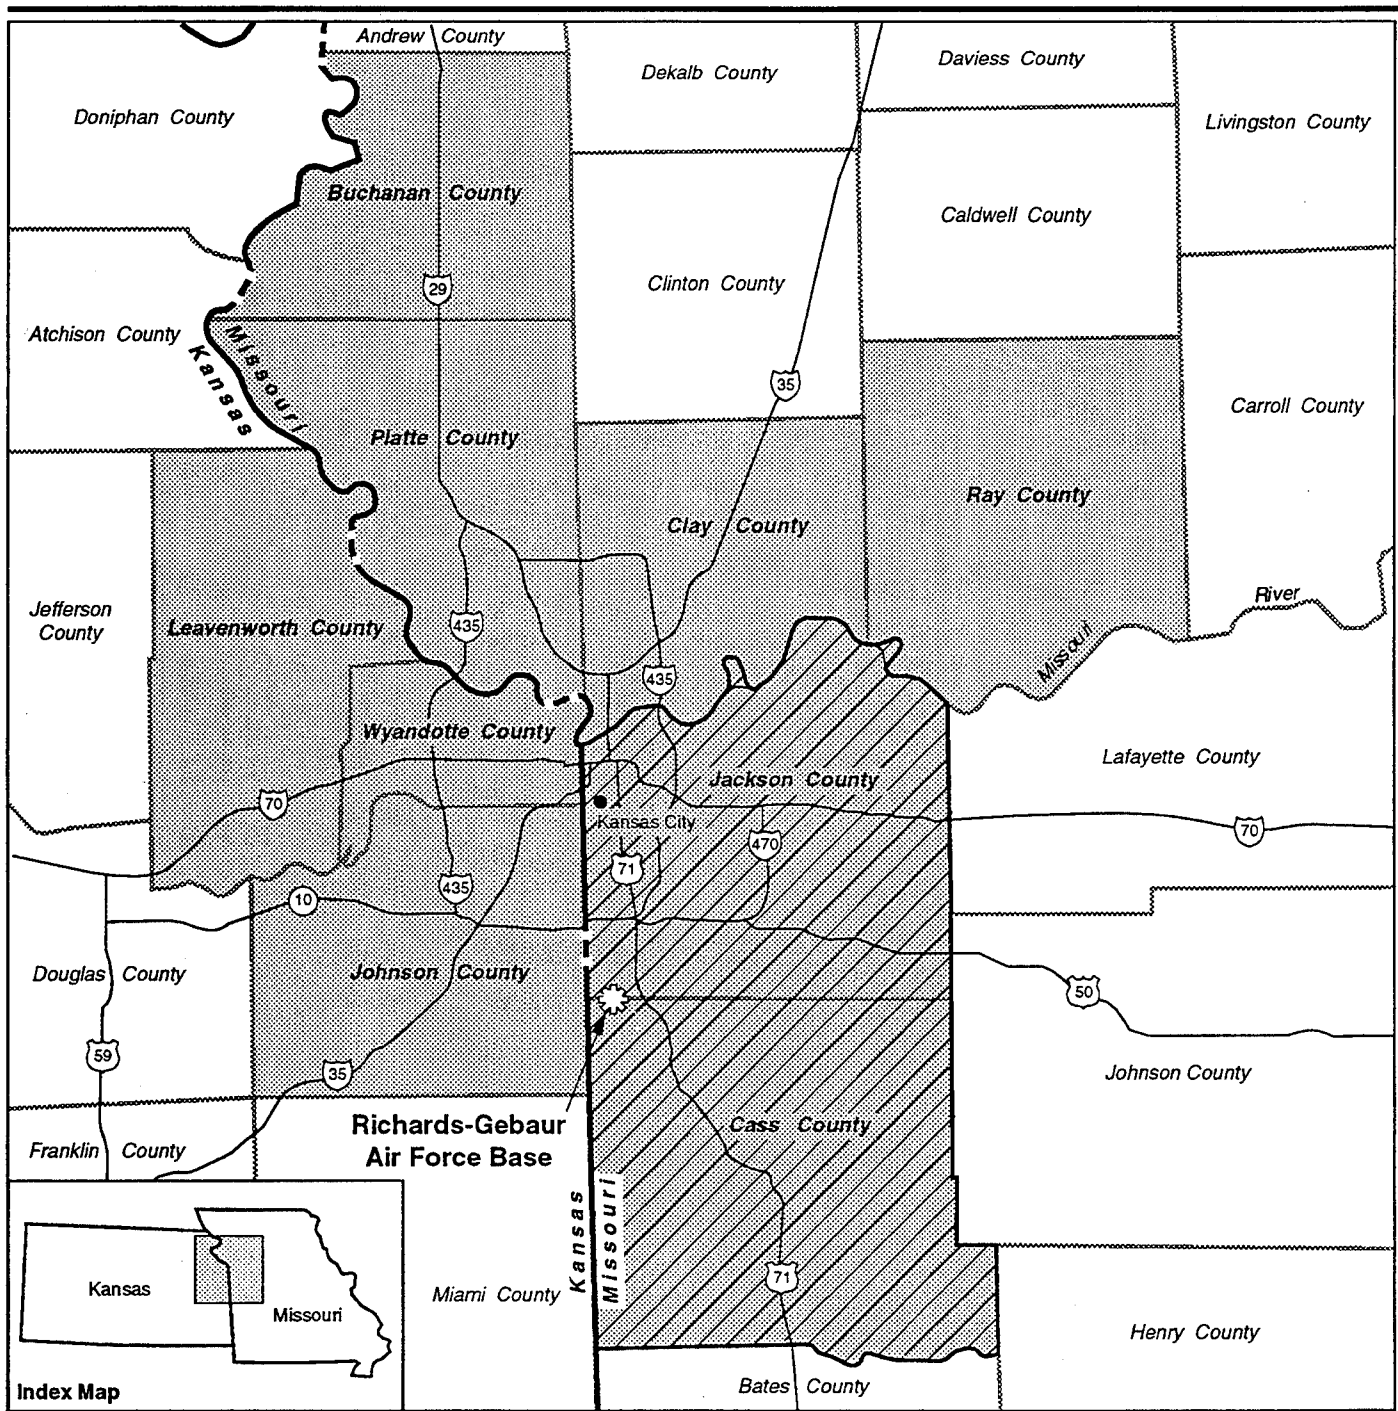 Andrew County
Dekalb County
Daviess County
Doniphan County
Livingston County
Buchanan County
Caldwell County
Clinton County
29
Atchison County
Missouri
Kansas
35
Carroll County
Platte County
Ray County
Clay County
River
Jefferson
County
Leavenworth County
435
Missouri
435
Wyandotte County
Lafayette County
Jackson County
70
Kansas City
70
470
71
435
10
Douglas County
Johnson County
50
59
35
Johnson County
Richards-Gebaur
Air Force Base
Cass County
Franklin County
Kansas
Missouri
71
Kansas
Missouri
Miami County
Henry County
Bates County
Index Map